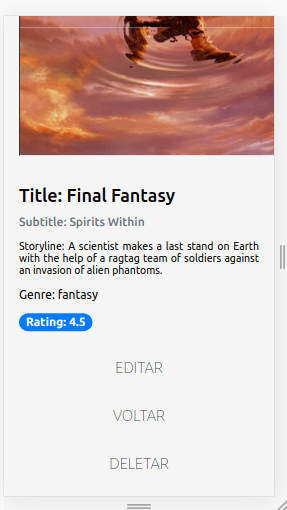 Title: Final Fantasy
Subtitle: Spirits Within
Storyline: A scientist makes a last stand on Earth
with the help of a ragtag team of soldiers against
an invasion of alien phantoms.
Genre: fantasy
Rating: 4.5
EDITAR
VOLTAR
DELETAR